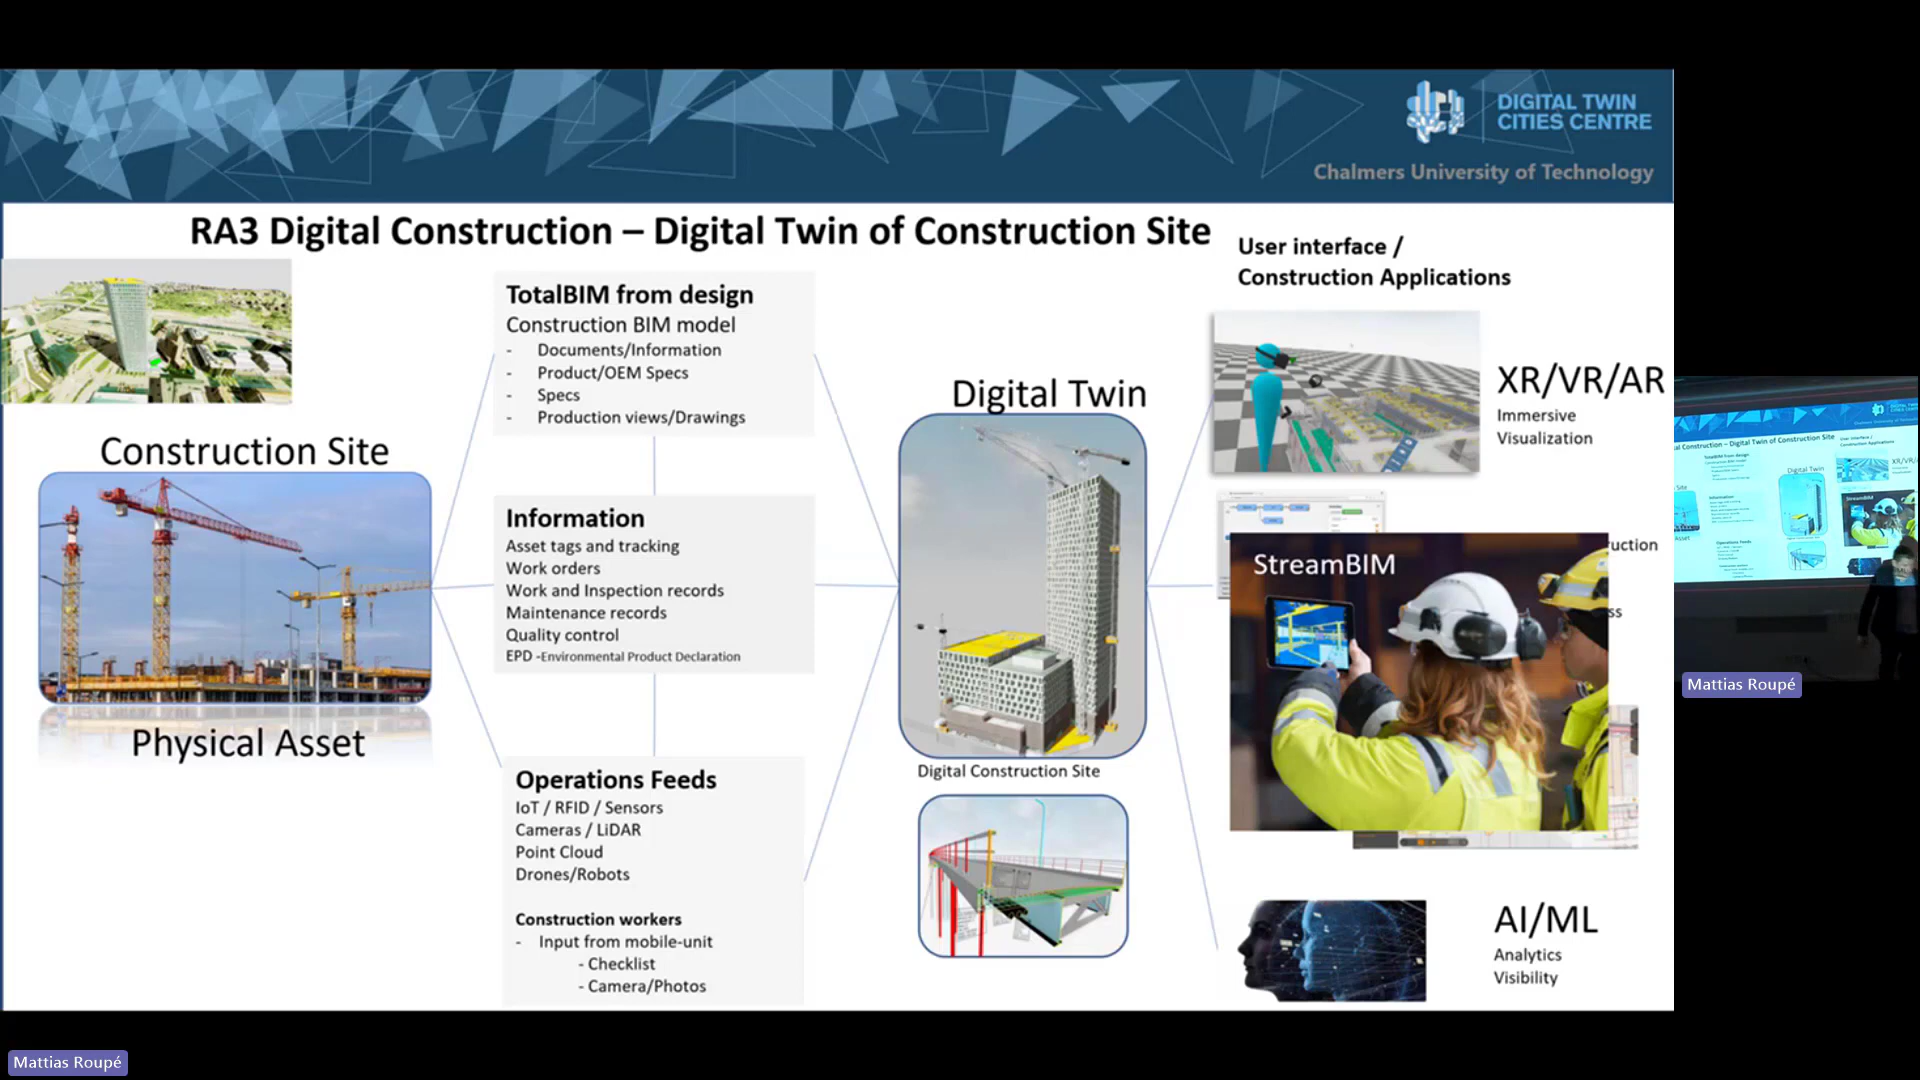 DIGITAL TWIN
CITIES CENTRE
Chalmers University of Technology
RA3 Digital Construction – Digital Twin of Construction Site
User interface /
Construction Applications
TotalBIM from design
Construction BIM model
- Documents/Information
- Product/OEM Specs
- Specs
- Production views/Drawings
Construction Site
Physical Asset
Information
Asset tags and tracking
Work orders
Work and Inspection records
Maintenance records
Quality control
EPD -Environmental Product Declaration
Operations Feeds
IoT / RFID / Sensors
Cameras / LiDAR
Point Cloud
Drones/Robots
Construction workers
- Input from mobile-unit
- Checklist
- Camera/Photos
Digital Twin
Digital Construction Site
XR/VR/AR
Immersive
Visualization
StreamBIM
AI/ML
Analytics
Visibility
Mattias Roupé
Mattias Roupé